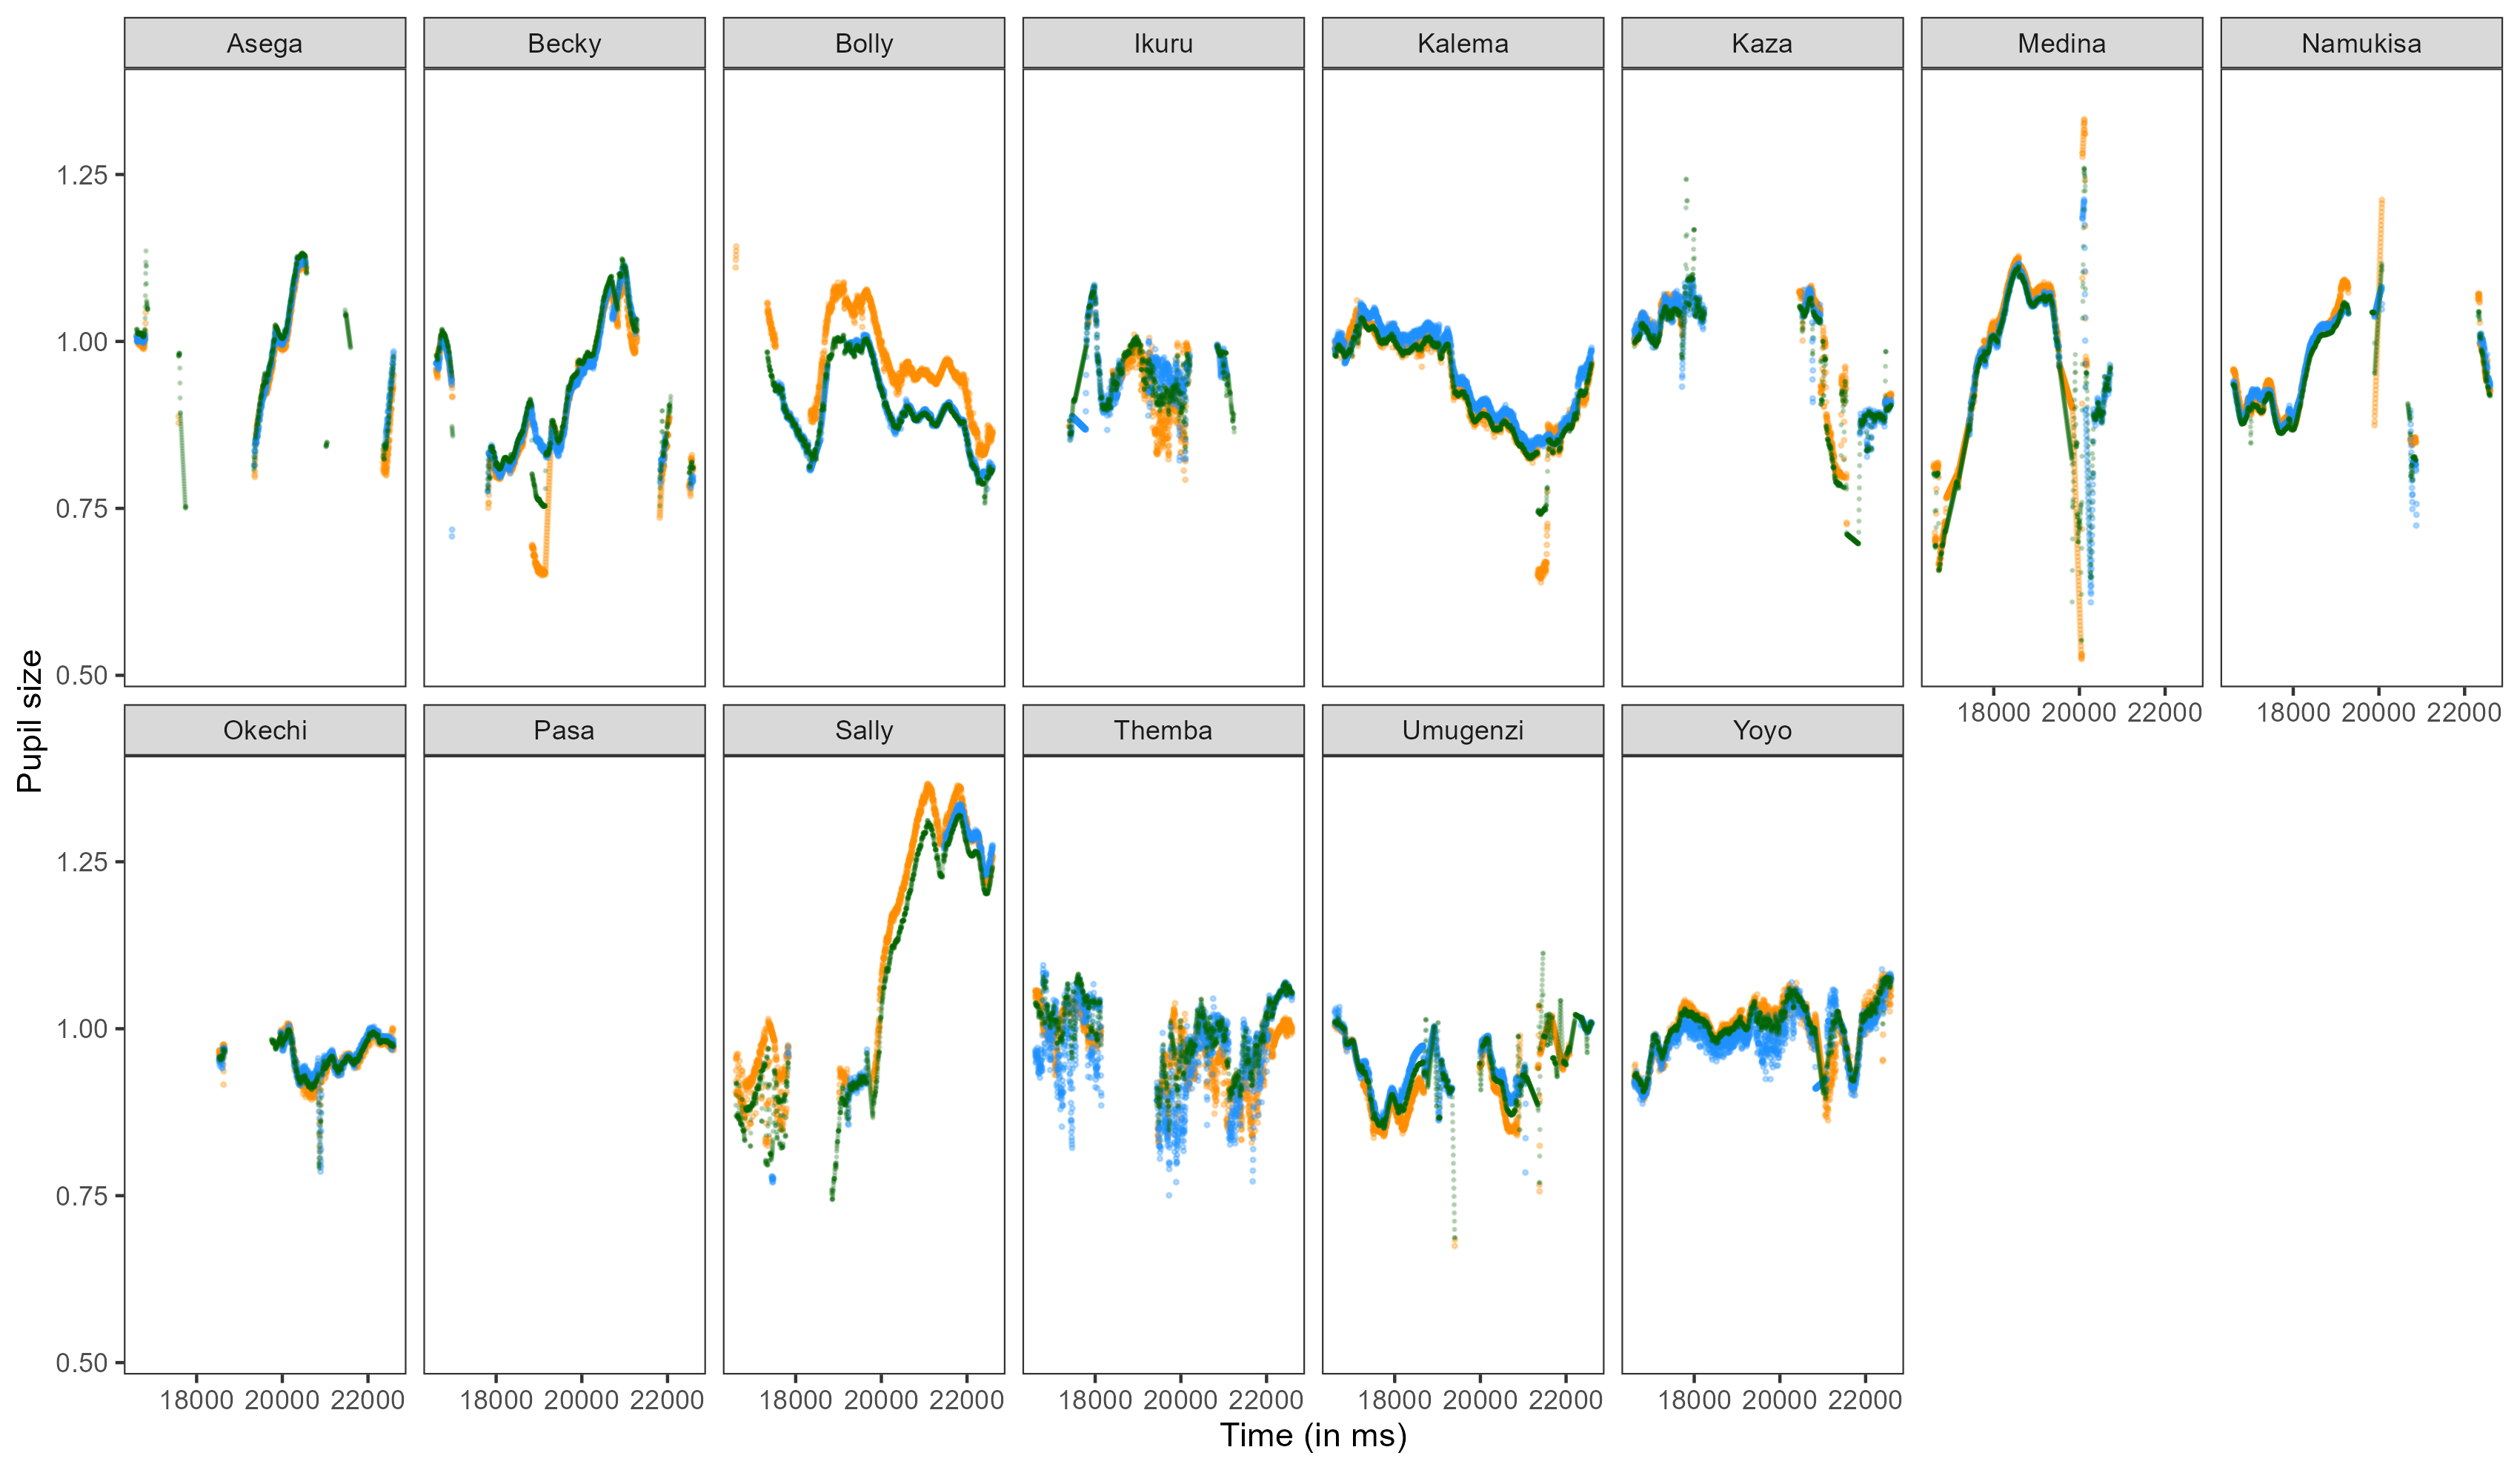 Asega Becky Bolly Ikuru Kalema Kaza Medina Namukisa
1.25
1.00
0.75
0.50
18000 20000 22000 18000 20000 22000
Okechi Pasa Sally Themba Umugenzi Yoyo
1.25
1.00
0.75
0.50
18000 20000 22000 18000 20000 22000 18000 20000 22000 18000 20000 22000 18000 20000 22000 18000 20000 22000
Time (in ms)
Pupil size